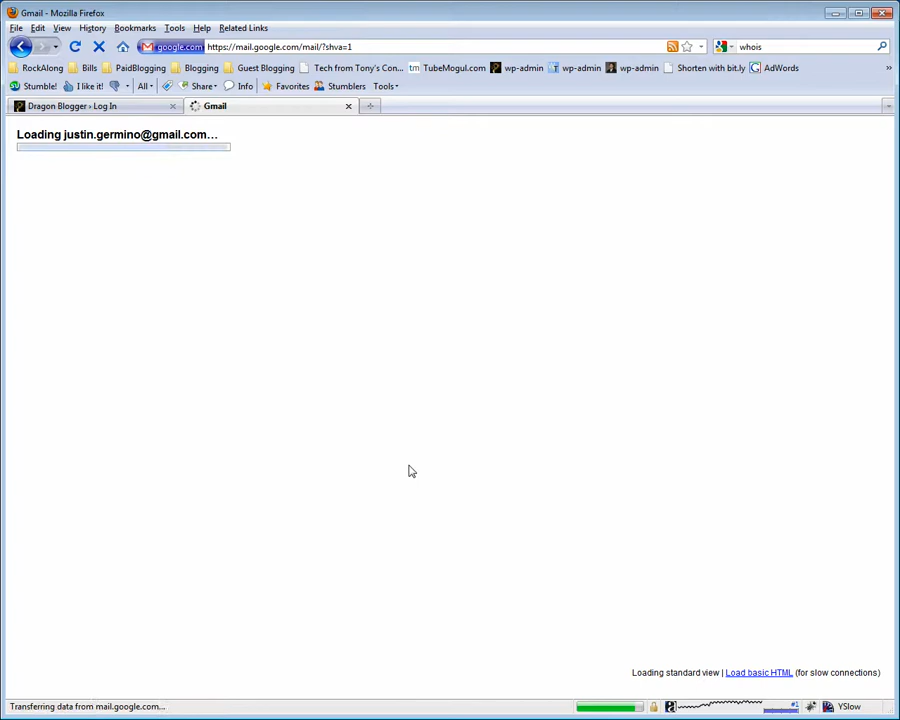 Gmail - Mozilla Firefox
File Edit View History Bookmarks Tools Help Related Links
google.com https://mail.google.com/mail/?shva=1 whois
RockAlong Bills PaidBlogging Blogging Guest Blogging Tech from Tony's Con... tm TubeMogul.com wp-admin wp-admin wp-admin Shorten with bit.ly AdWords »
Stumble! I like it! All Share Info Favorites Stumblers Tools
Dragon Blogger › Log In Gmail
Loading justin.germino@gmail.com…
Loading standard view | Load basic HTML (for slow connections)
Transferring data from mail.google.com... #1 YSlow